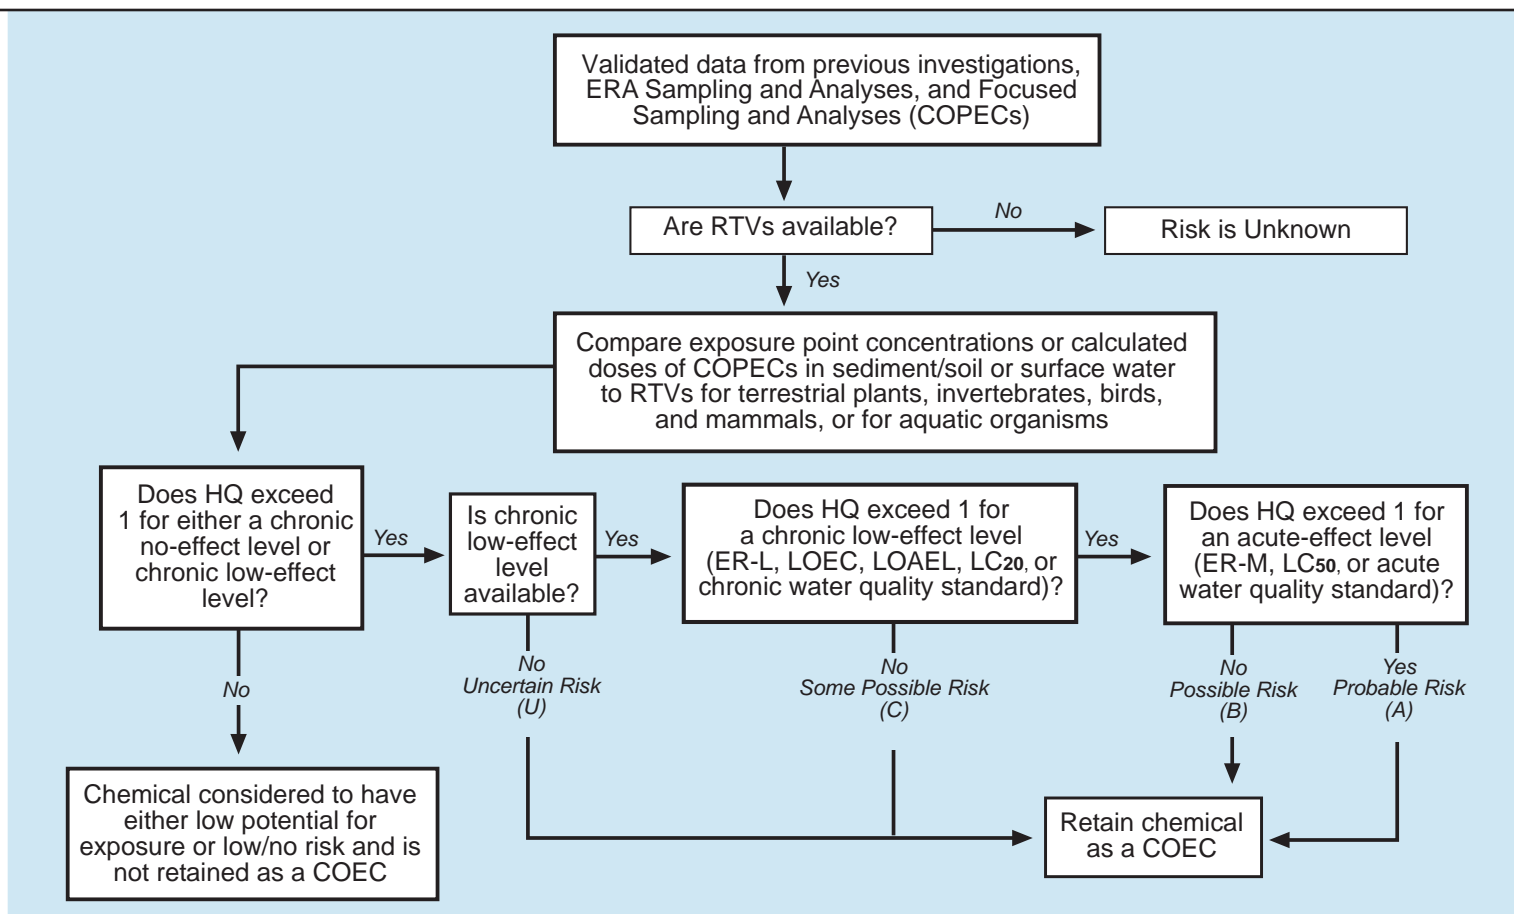 Validated data from previous investigations,
ERA Sampling and Analyses, and Focused
Sampling and Analyses (COPECs)
Are RTVs available?
No
Risk is Unknown
Yes
Compare exposure point concentrations or calculated
doses of COPECs in sediment/soil or surface water
to RTVs for terrestrial plants, invertebrates, birds,
and mammals, or for aquatic organisms
Does HQ exceed
1 for either a chronic
no-effect level or
chronic low-effect
level?
Yes
Is chronic
low-effect
level
available?
Yes
Does HQ exceed 1 for
a chronic low-effect level
(ER-L, LOEC, LOAEL, LC20, or
chronic water quality standard)?
Yes
Does HQ exceed 1 for
an acute-effect level
(ER-M, LC50, or acute
water quality standard)?
No
No
Uncertain Risk
(U)
No
Some Possible Risk
(C)
No
Possible Risk
(B)
Yes
Probable Risk
(A)
Chemical considered to have
either low potential for
exposure or low/no risk and is
not retained as a COEC
Retain chemical
as a COEC